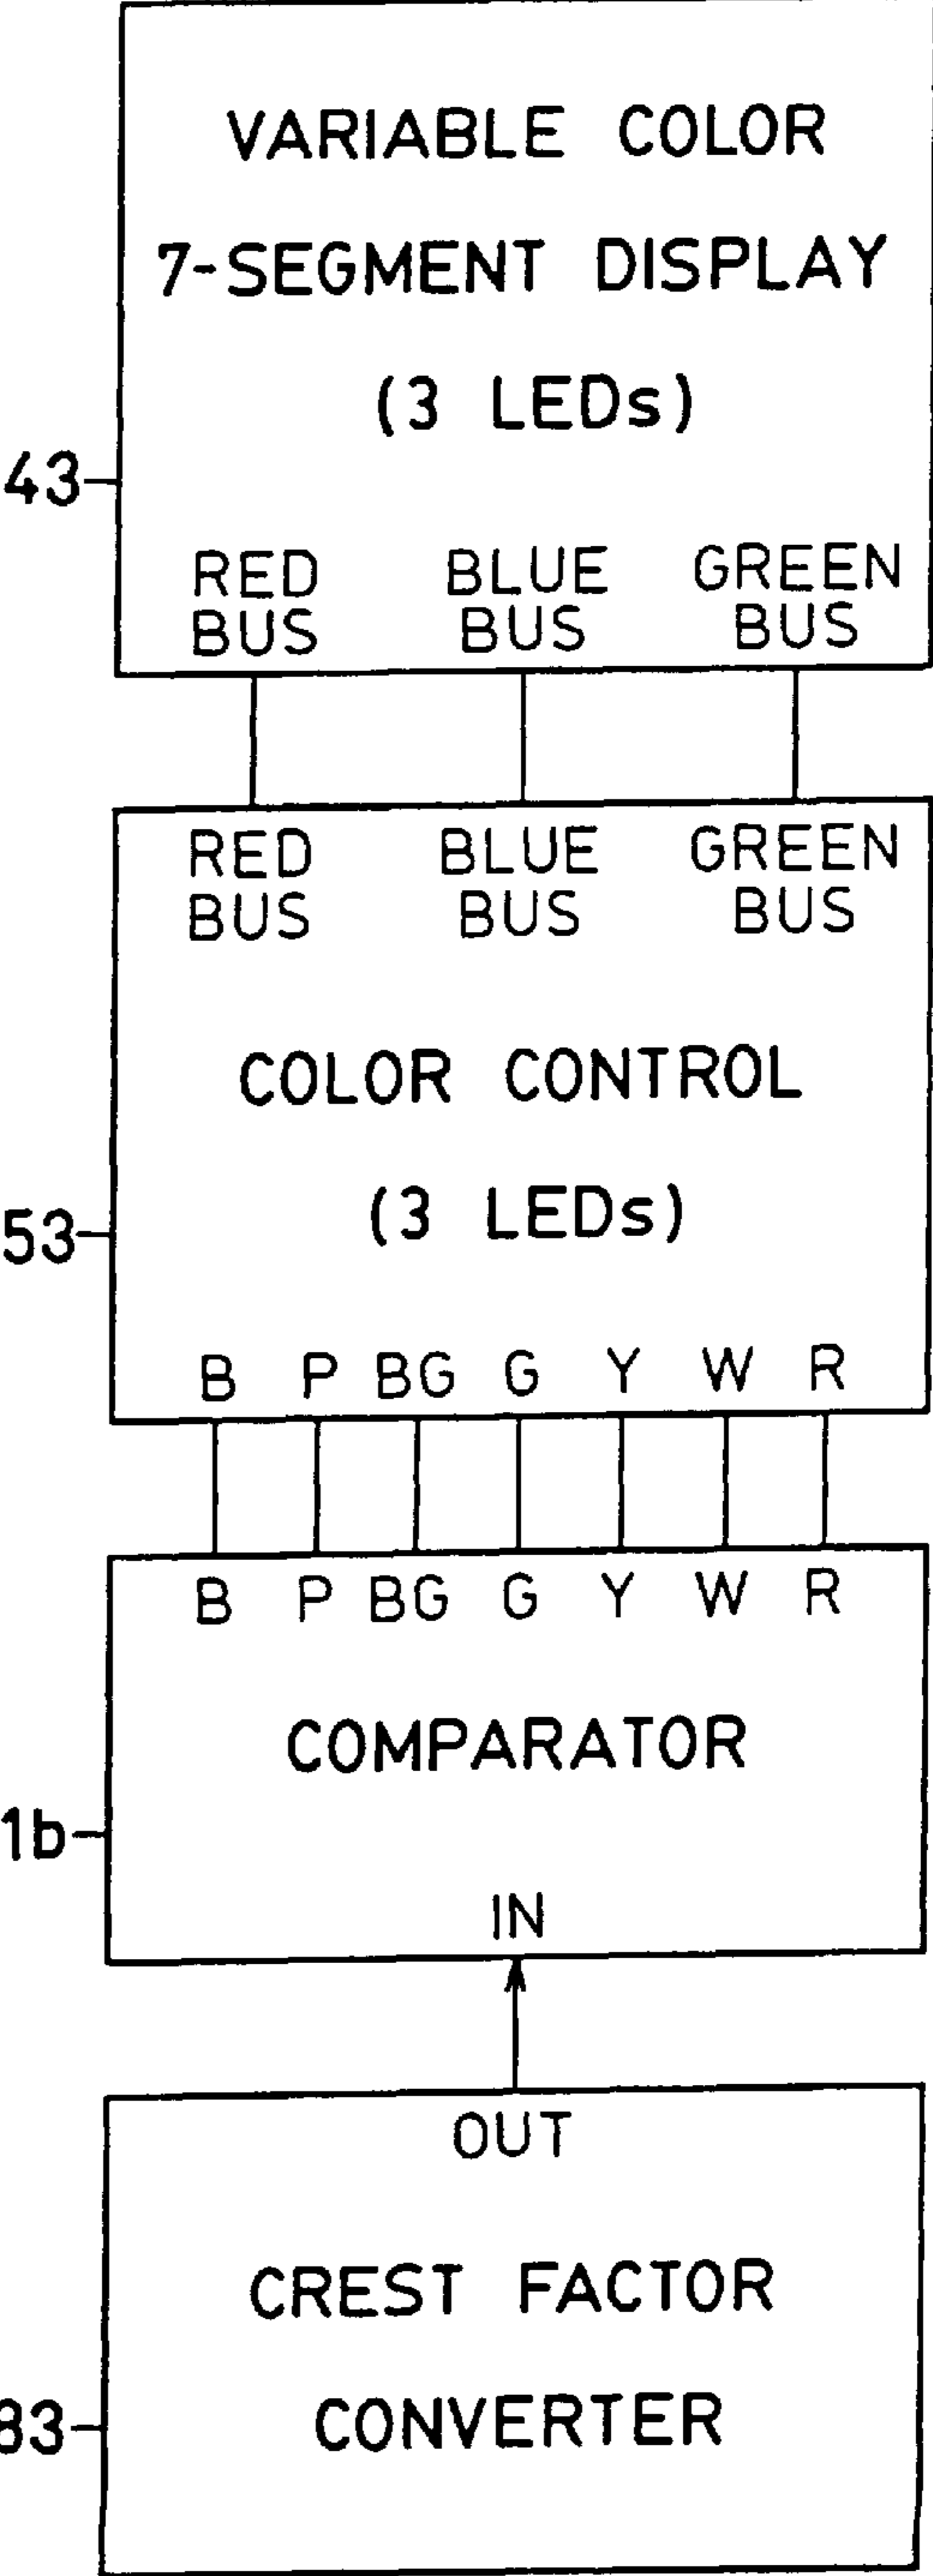 VARIABLE COLOR
7-SEGMENT DISPLAY
(3 LEDs)
43
RED BLUE GREEN
BUS BUS BUS
RED BLUE GREEN
BUS BUS BUS
COLOR CONTROL
(3 LEDs)
53
B P BG G Y W R
B P BG G Y W R
COMPARATOR
1b
IN
OUT
CREST FACTOR
CONVERTER
83